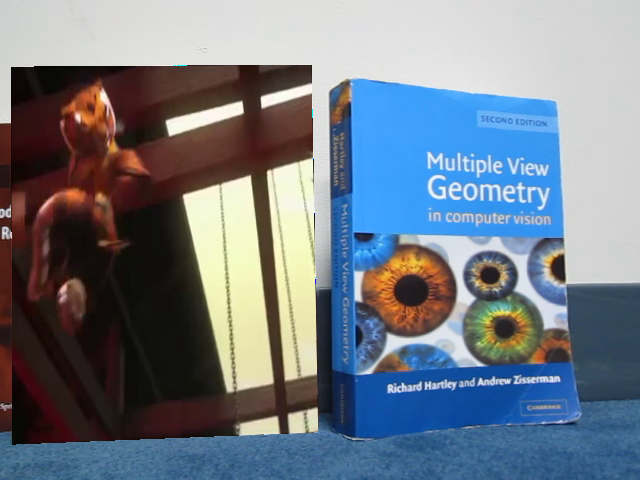 SECOND EDITION
Multiple View
Geometry
in computer vision
Richard Hartley and Andrew Zisserman
CAMBRIDGE
Hartley and
Zisserman
Multiple View Geometry